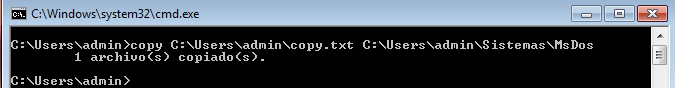 C:\Windows\system32\cmd.exe
C:\Users\admin>copy C:\Users\admin\copy.txt C:\Users\admin\Sistemas\MsDos
1 archivo(s) copiado(s).
C:\Users\admin>